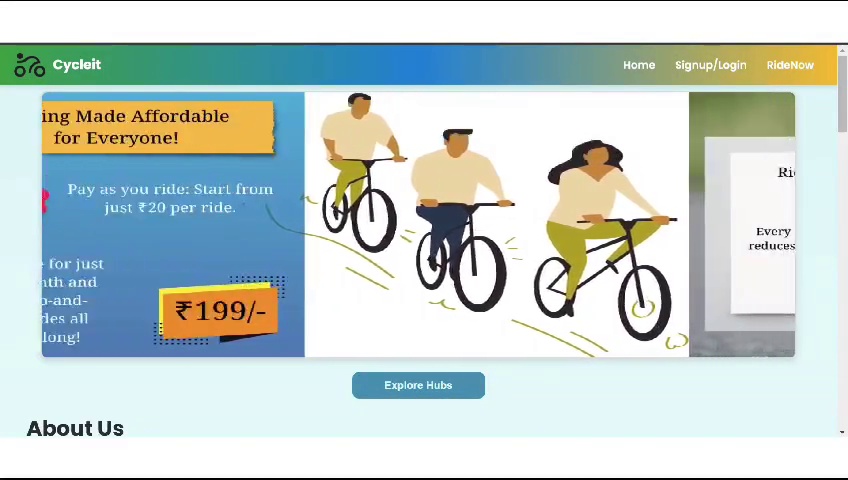 Cycleit
Home
Signup/Login
RideNow
ing Made Affordable
for Everyone!
Pay as you ride: Start from
just ₹20 per ride.
e for just
nth and
o-and-
des all
long!
₹199/-
Ri
Every
reduces
Explore Hubs
About Us